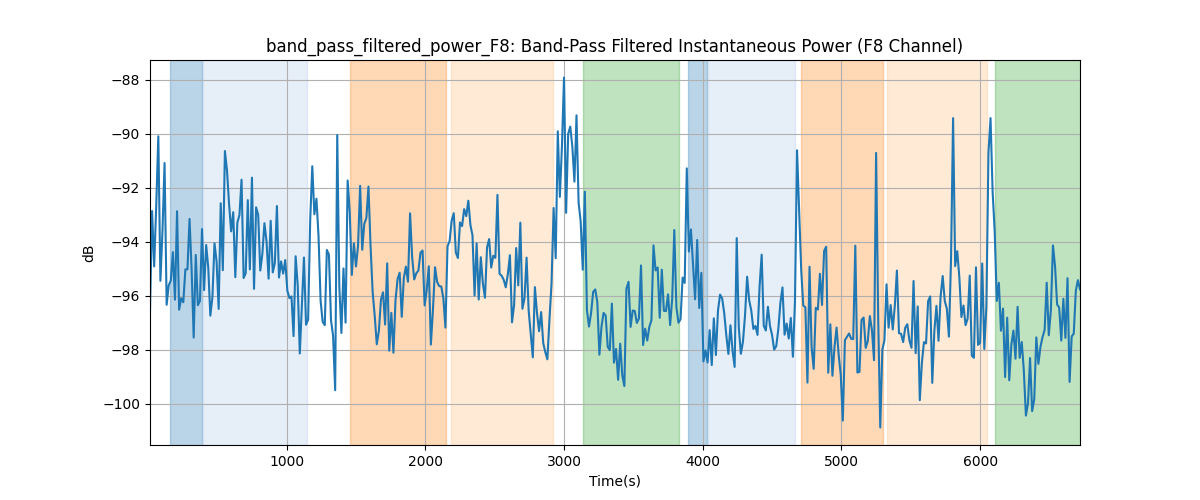 band_pass_filtered_power_F8: Band-Pass Filtered Instantaneous Power (F8 Channel)
−88
−90
−92
−94
−96
−98
−100
dB
1000 2000 3000 4000 5000 6000
Time(s)